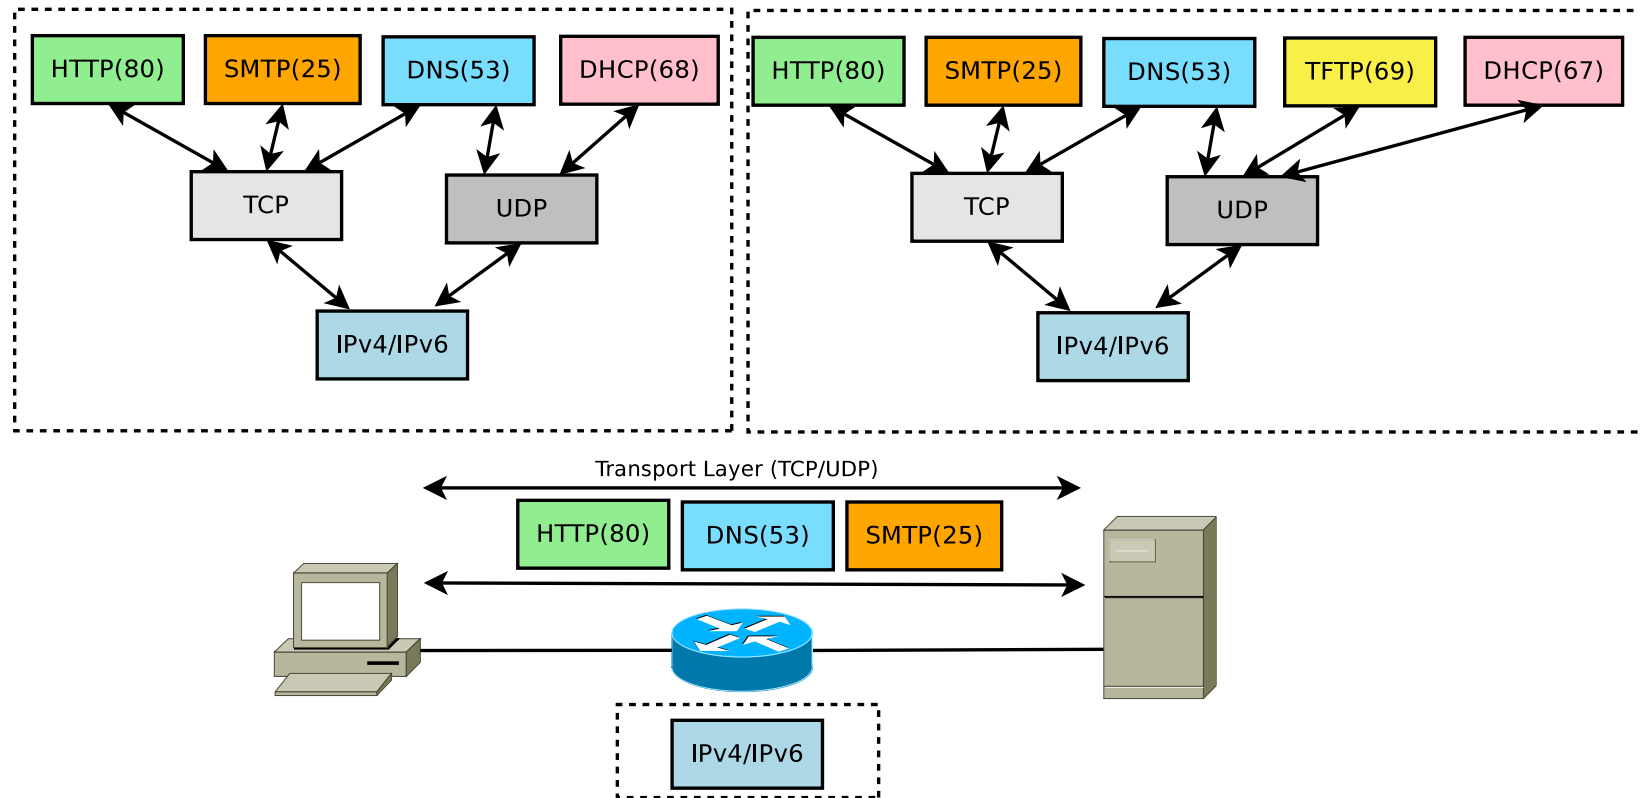 HTTP(80)
SMTP(25)
DNS(53)
DHCP(68)
TCP
UDP
IPv4/IPv6
HTTP(80)
SMTP(25)
DNS(53)
TFTP(69)
DHCP(67)
TCP
UDP
IPv4/IPv6
Transport Layer (TCP/UDP)
HTTP(80)
DNS(53)
SMTP(25)
IPv4/IPv6